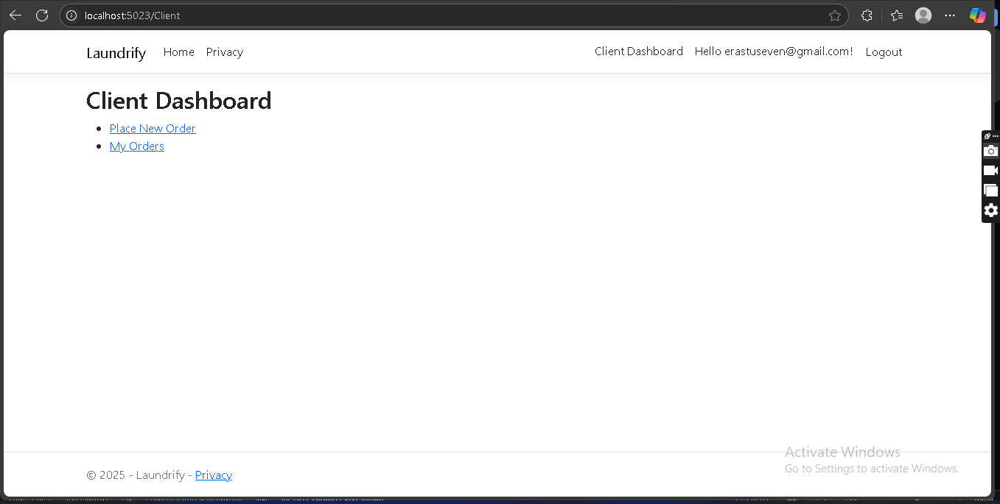 localhost:5023/Client
Laundrify Home Privacy Client Dashboard Hello erastuseven@gmail.com! Logout
Client Dashboard
Place New Order
My Orders
Activate Windows
Go to Settings to activate Windows.
© 2025 - Laundrify - Privacy